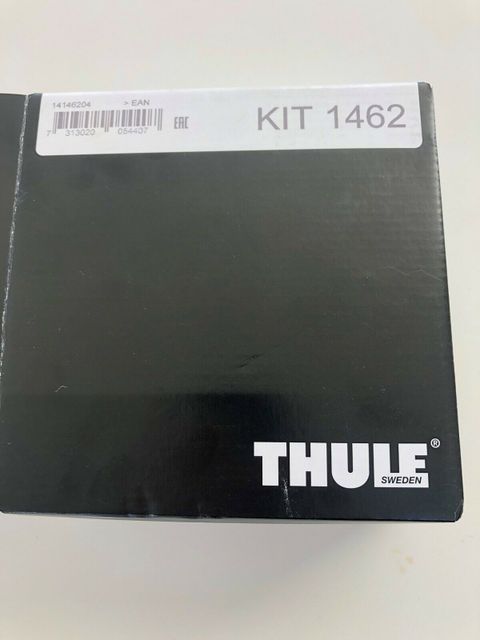 14146204 > EAN
7 313020 054407
EAC
KIT 1462
THULE®
SWEDEN